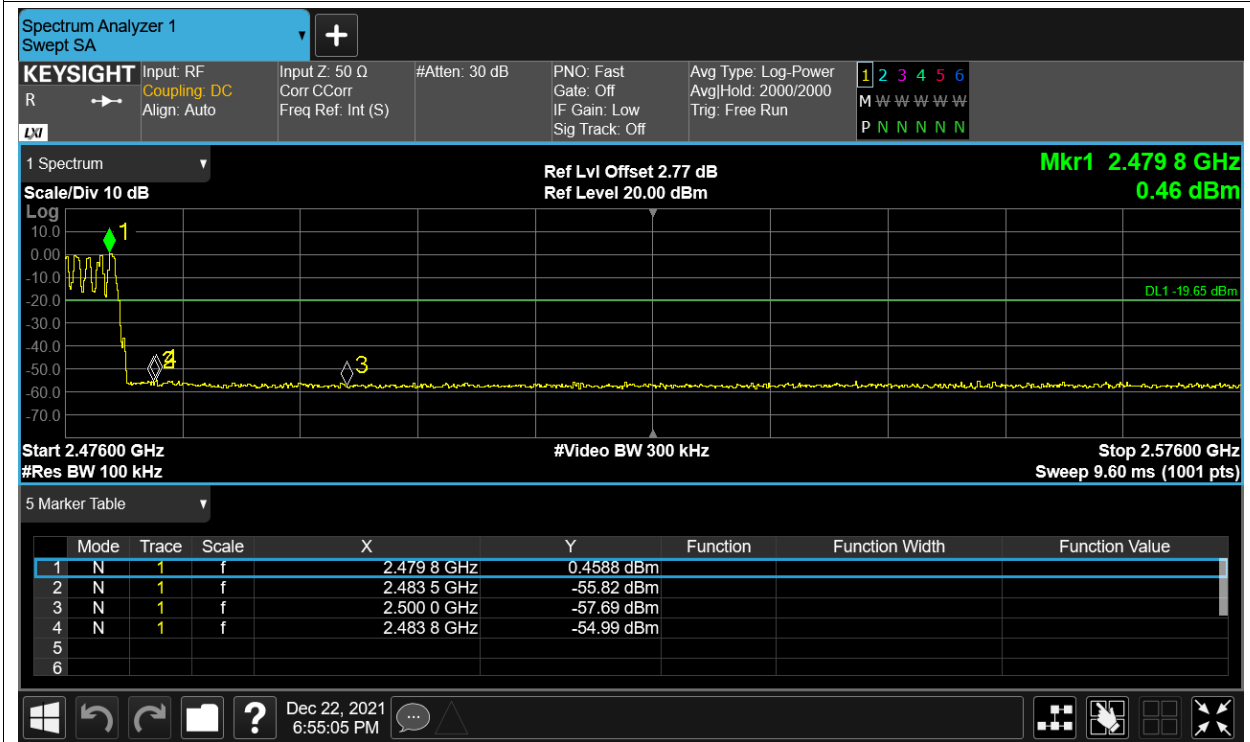 Spectrum Analyzer 1
Swept SA
+
KEYSIGHT Input: RF Input Z: 50 Ω #Atten: 30 dB PNO: Fast Avg Type: Log-Power 1 2 3 4 5 6
R Coupling: DC Corr CCorr Gate: Off Avg|Hold: 2000/2000 M W W W W W W
Align: Auto Freq Ref: Int (S) IF Gain: Low Trig: Free Run
LXI Sig Track: Off P N N N N N N
1 Spectrum Ref Lvl Offset 2.77 dB Mkr1 2.479 8 GHz
Scale/Div 10 dB Ref Level 20.00 dBm 0.46 dBm
Log
10.0 1
0.00
-10.0
DL1 -19.65 dBm
-20.0
-30.0
-40.0
-50.0 3
-60.0
-70.0
Start 2.47600 GHz #Video BW 300 kHz Stop 2.57600 GHz
#Res BW 100 kHz Sweep 9.60 ms (1001 pts)
5 Marker Table
Mode Trace Scale X Y Function Function Width Function Value
1 N 1 f 2.479 8 GHz 0.4588 dBm
2 N 1 f 2.483 5 GHz -55.82 dBm
3 N 1 f 2.500 0 GHz -57.69 dBm
4 N 1 f 2.483 8 GHz -54.99 dBm
5
6
? Dec 22, 2021
6:55:05 PM